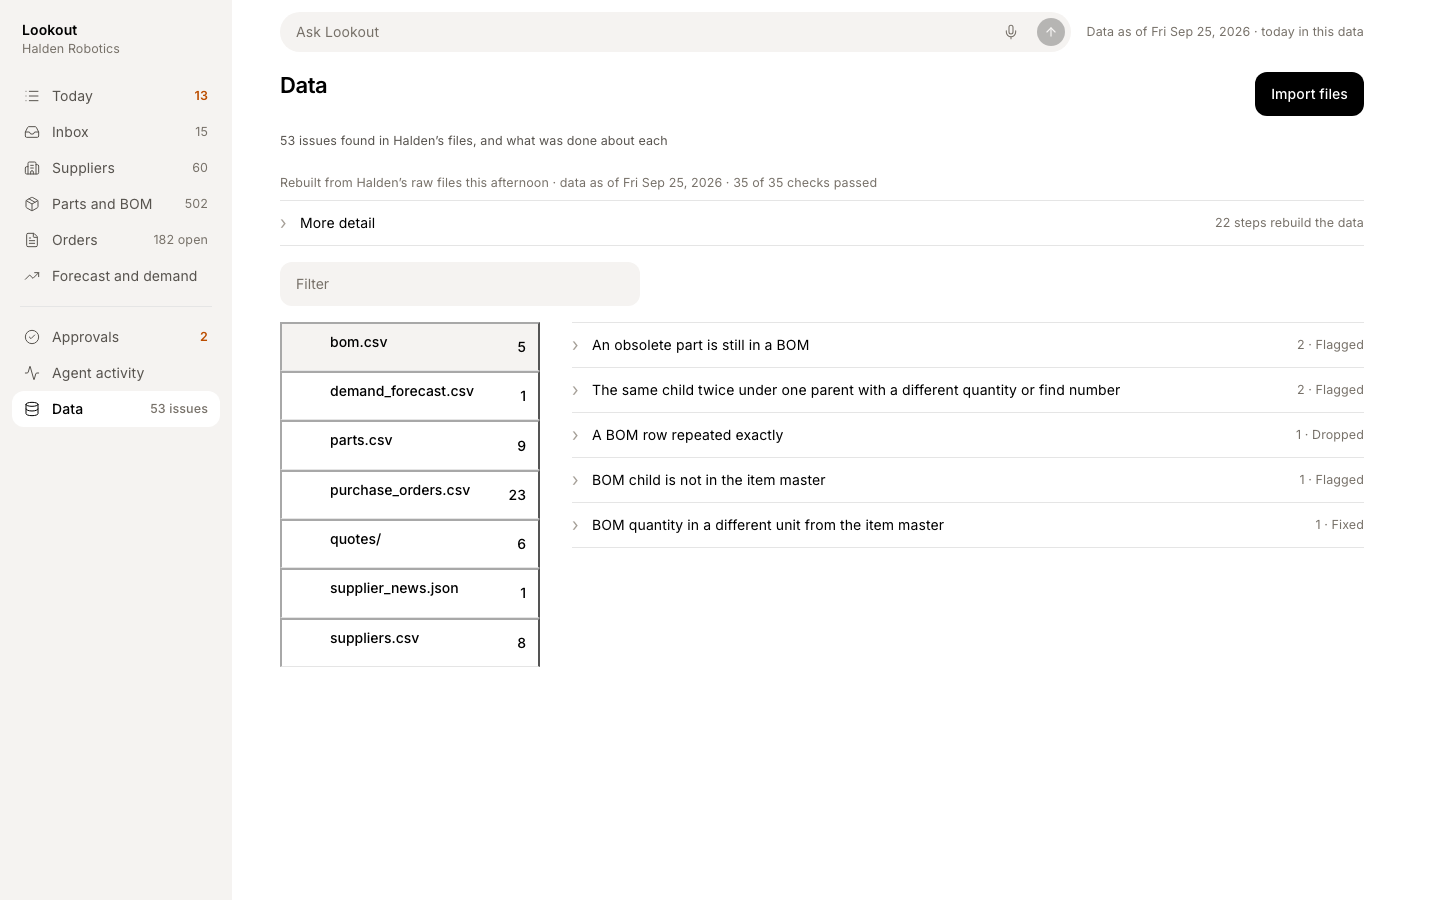 Lookout
Halden Robotics
Today 13
Inbox 15
Suppliers 60
Parts and BOM 502
Orders 182 open
Forecast and demand
Approvals 2
Agent activity
Data 53 issues
Ask Lookout
Data as of Fri Sep 25, 2026 · today in this data
Data
Import files
53 issues found in Halden’s files, and what was done about each
Rebuilt from Halden’s raw files this afternoon · data as of Fri Sep 25, 2026 · 35 of 35 checks passed
More detail 22 steps rebuild the data
Filter
bom.csv 5
demand_forecast.csv 1
parts.csv 9
purchase_orders.csv 23
quotes/ 6
supplier_news.json 1
suppliers.csv 8
An obsolete part is still in a BOM 2 · Flagged
The same child twice under one parent with a different quantity or find number 2 · Flagged
A BOM row repeated exactly 1 · Dropped
BOM child is not in the item master 1 · Flagged
BOM quantity in a different unit from the item master 1 · Fixed